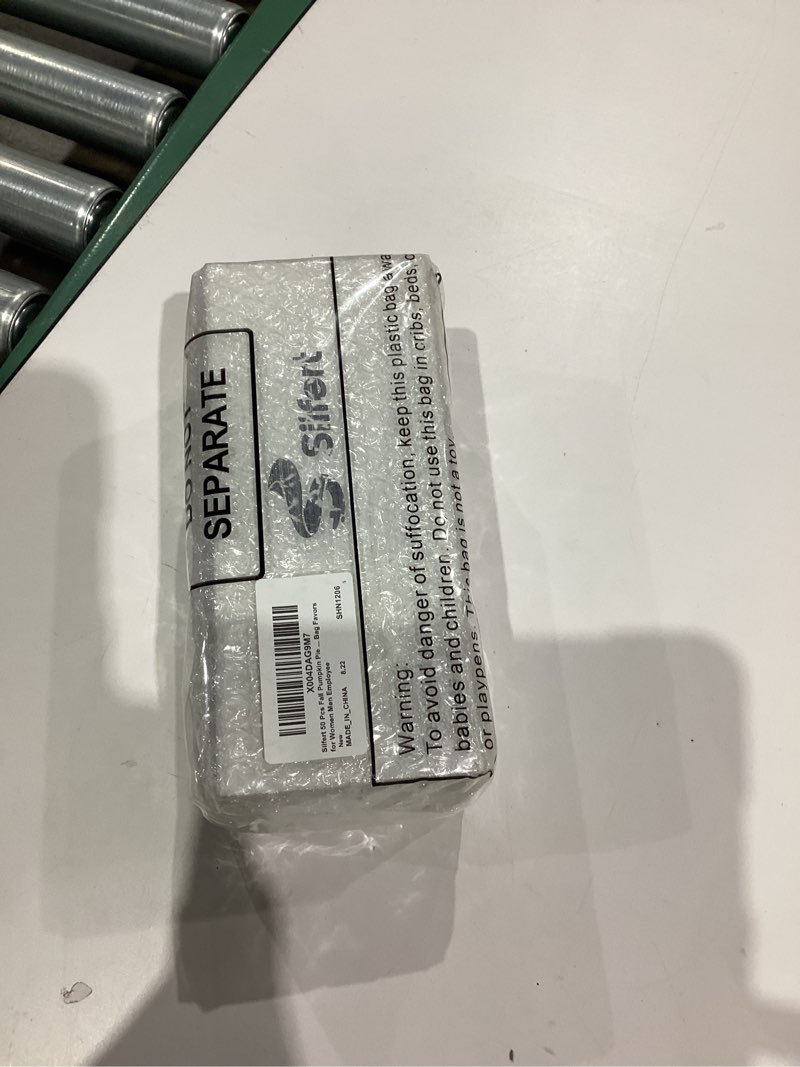 DO NOT
SEPARATE
Silfert
X004DAG9M7
Silfert 50 Pcs Fall Pumpkin Pie ... Bag Favors
for Women Men Employee
New
MADE_IN_CHINA 8.22 SHN1206
Warning:
To avoid danger of suffocation, keep this plastic bag awa
babies and children. Do not use this bag in cribs, beds, c
or playpens. This bag is not a toy.